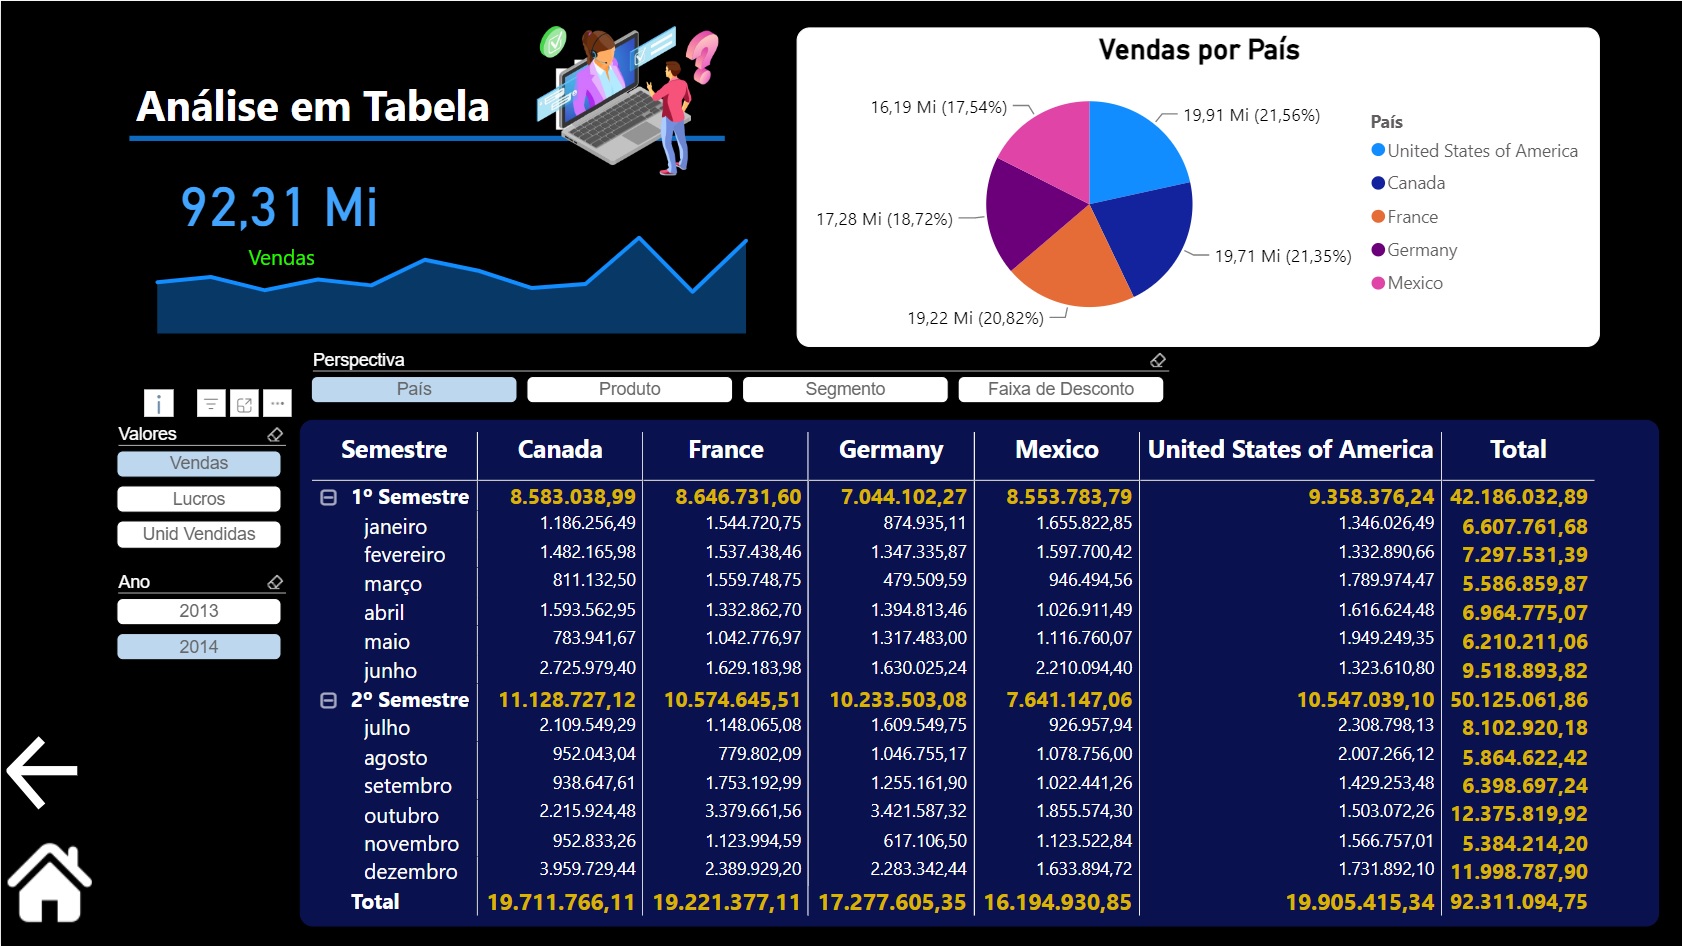 Análise em Tabela
92,31 Mi
Vendas
Vendas por País
16,19 Mi (17,54%)
19,91 Mi (21,56%)
17,28 Mi (18,72%)
19,71 Mi (21,35%)
19,22 Mi (20,82%)
País
United States of America
Canada
France
Germany
Mexico
Perspectiva
País Produto Segmento Faixa de Desconto
Valores
Vendas
Lucros
Unid Vendidas
Ano
2013
2014
Semestre Canada France Germany Mexico United States of America Total
1º Semestre 8.583.038,99 8.646.731,60 7.044.102,27 8.553.783,79 9.358.376,24 42.186.032,89
janeiro 1.186.256,49 1.544.720,75 874.935,11 1.655.822,85 1.346.026,49 6.607.761,68
fevereiro 1.482.165,98 1.537.438,46 1.347.335,87 1.597.700,42 1.332.890,66 7.297.531,39
março 811.132,50 1.559.748,75 479.509,59 946.494,56 1.789.974,47 5.586.859,87
abril 1.593.562,95 1.332.862,70 1.394.813,46 1.026.911,49 1.616.624,48 6.964.775,07
maio 783.941,67 1.042.776,97 1.317.483,00 1.116.760,07 1.949.249,35 6.210.211,06
junho 2.725.979,40 1.629.183,98 1.630.025,24 2.210.094,40 1.323.610,80 9.518.893,82
2º Semestre 11.128.727,12 10.574.645,51 10.233.503,08 7.641.147,06 10.547.039,10 50.125.061,86
julho 2.109.549,29 1.148.065,08 1.609.549,75 926.957,94 2.308.798,13 8.102.920,18
agosto 952.043,04 779.802,09 1.046.755,17 1.078.756,00 2.007.266,12 5.864.622,42
setembro 938.647,61 1.753.192,99 1.255.161,90 1.022.441,26 1.429.253,48 6.398.697,24
outubro 2.215.924,48 3.379.661,56 3.421.587,32 1.855.574,30 1.503.072,26 12.375.819,92
novembro 952.833,26 1.123.994,59 617.106,50 1.123.522,84 1.566.757,01 5.384.214,20
dezembro 3.959.729,44 2.389.929,20 2.283.342,44 1.633.894,72 1.731.892,10 11.998.787,90
Total 19.711.766,11 19.221.377,11 17.277.605,35 16.194.930,85 19.905.415,34 92.311.094,75